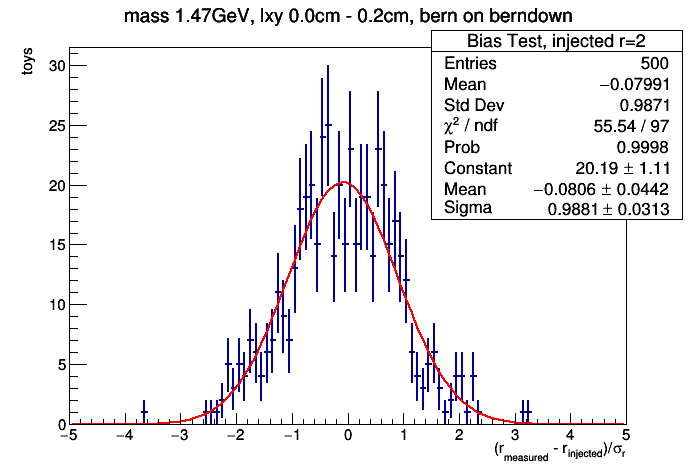 mass 1.47GeV, lxy 0.0cm - 0.2cm, bern on berndown
Bias Test, injected r=2
Entries 500
Mean −0.07991
Std Dev 0.9871
χ² / ndf 55.54 / 97
Prob 0.9998
Constant 20.19 ± 1.11
Mean −0.0806 ± 0.0442
Sigma 0.9881 ± 0.0313
toys
30
25
20
15
10
5
0
−5 −4 −3 −2 −1 0 1 2 3 4 5
(r_measured - r_injected)/σ_r